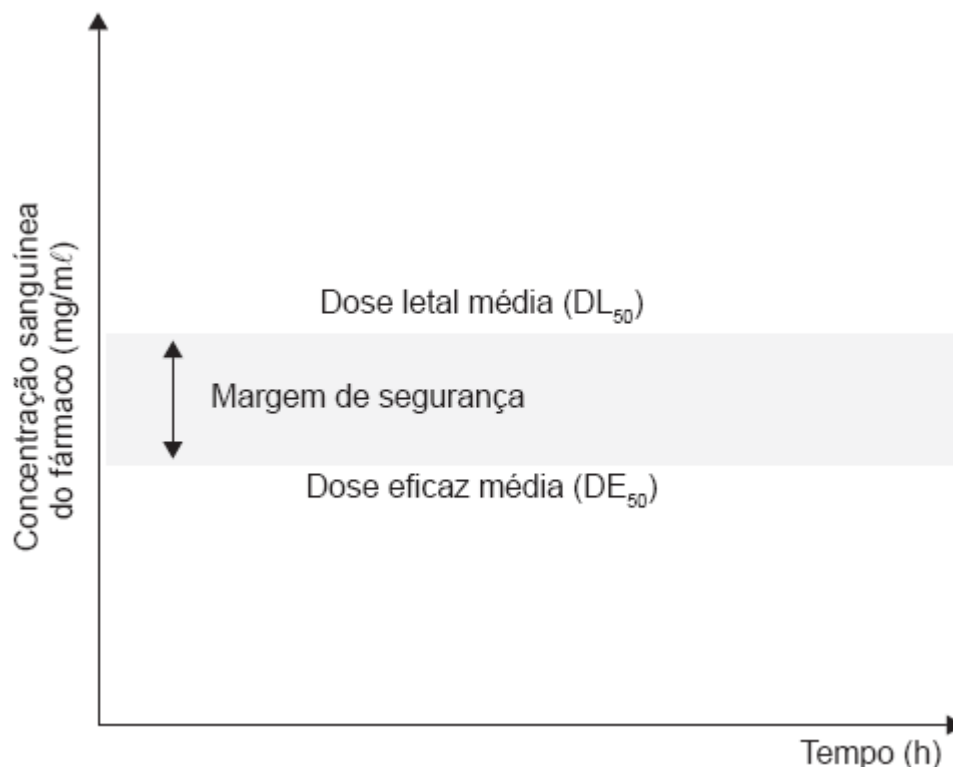 Concentração sanguínea
do fármaco (mg/mℓ)
Dose letal média (DL₅₀)
Margem de segurança
Dose eficaz média (DE₅₀)
Tempo (h)